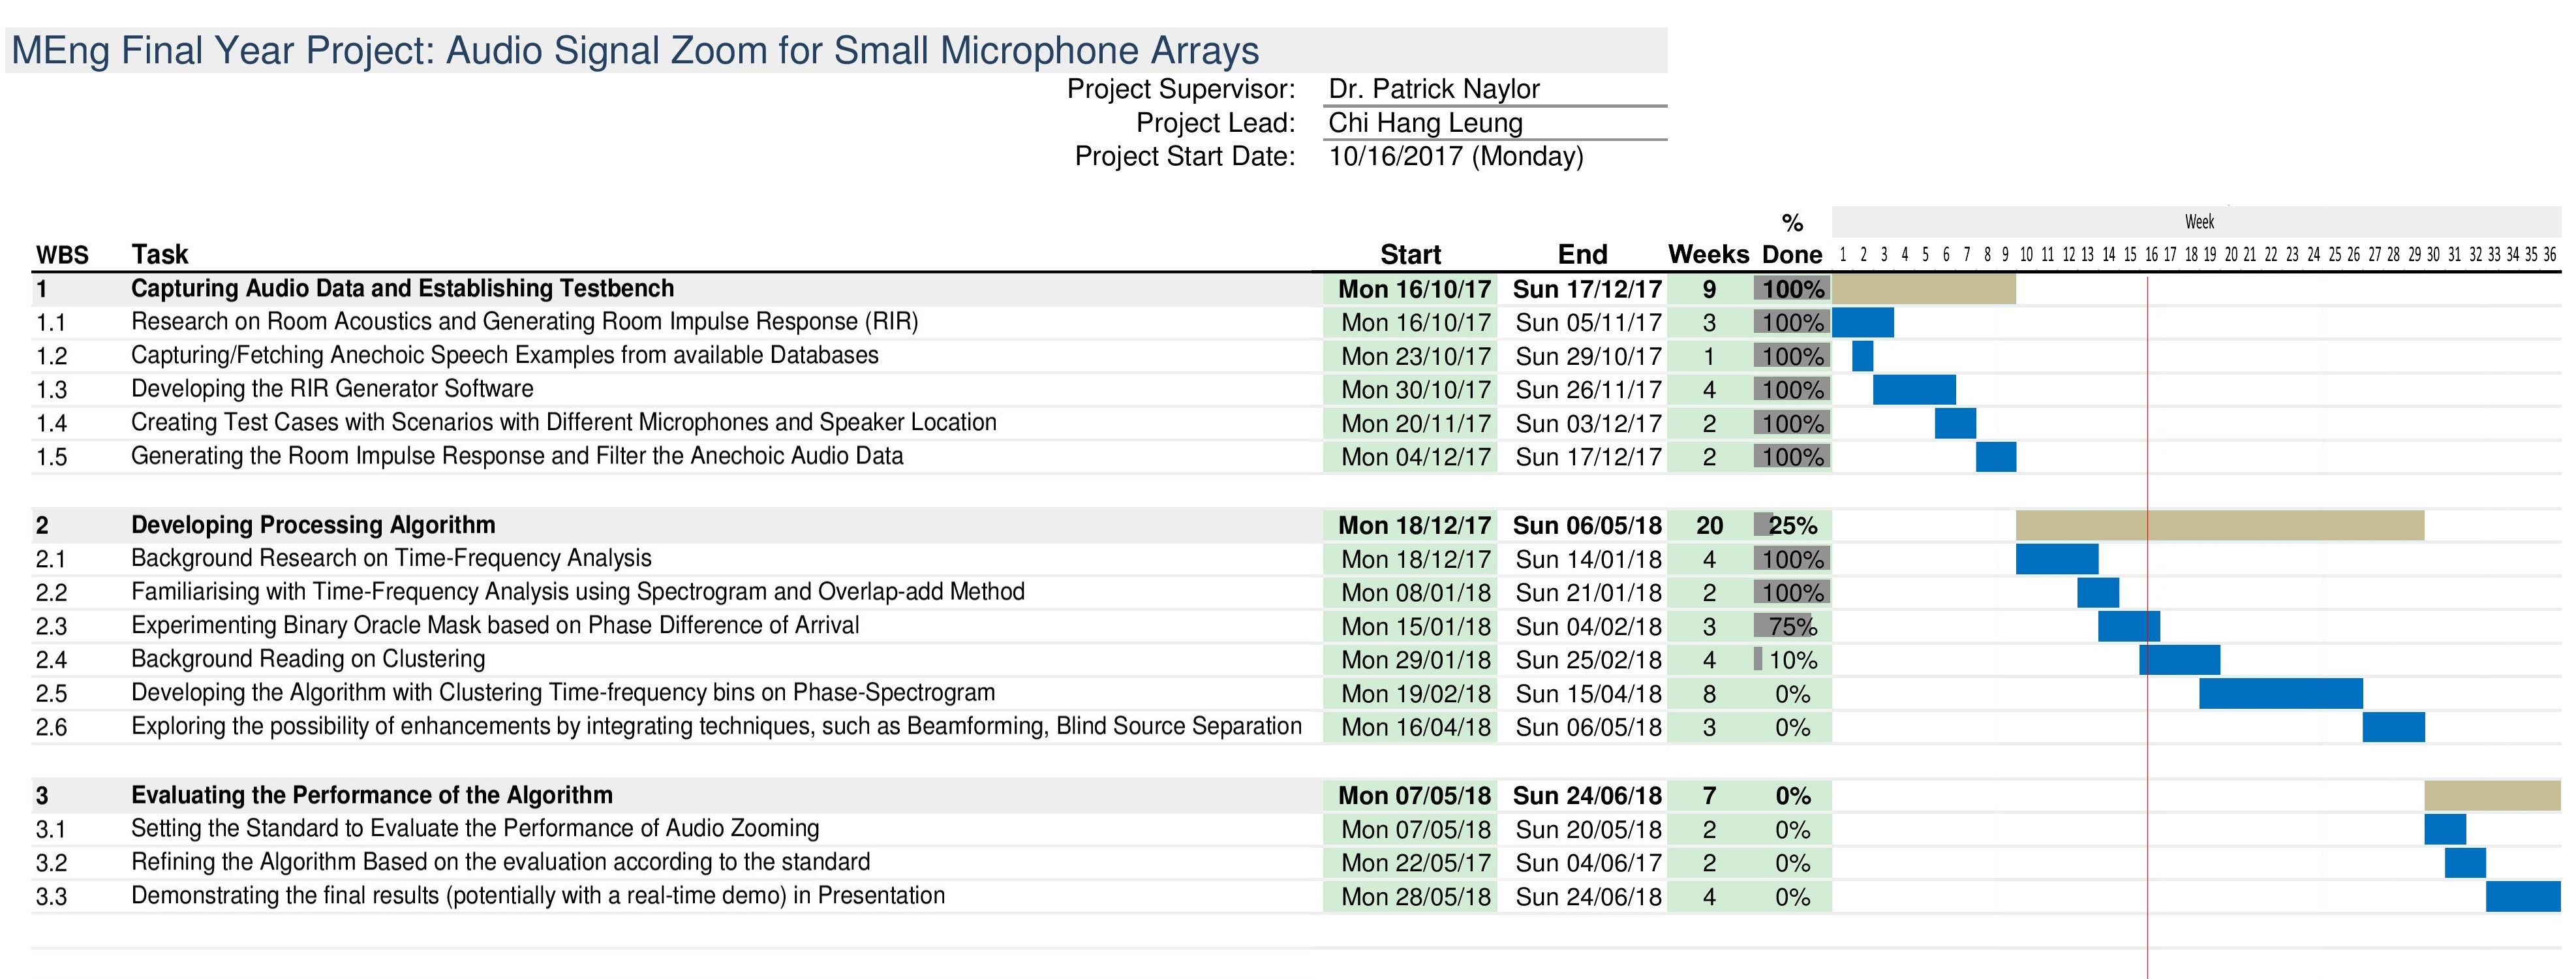 MEng Final Year Project: Audio Signal Zoom for Small Microphone Arrays
Project Supervisor: Dr. Patrick Naylor
Project Lead: Chi Hang Leung
Project Start Date: 10/16/2017 (Monday)
% Week
WBS Task Start End Weeks Done 1 2 3 4 5 6 7 8 9 10 11 12 13 14 15 16 17 18 19 20 21 22 23 24 25 26 27 28 29 30 31 32 33 34 35 36
1 Capturing Audio Data and Establishing Testbench Mon 16/10/17 Sun 17/12/17 9 100%
1.1 Research on Room Acoustics and Generating Room Impulse Response (RIR) Mon 16/10/17 Sun 05/11/17 3 100%
1.2 Capturing/Fetching Anechoic Speech Examples from available Databases Mon 23/10/17 Sun 29/10/17 1 100%
1.3 Developing the RIR Generator Software Mon 30/10/17 Sun 26/11/17 4 100%
1.4 Creating Test Cases with Scenarios with Different Microphones and Speaker Location Mon 20/11/17 Sun 03/12/17 2 100%
1.5 Generating the Room Impulse Response and Filter the Anechoic Audio Data Mon 04/12/17 Sun 17/12/17 2 100%
2 Developing Processing Algorithm Mon 18/12/17 Sun 06/05/18 20 25%
2.1 Background Research on Time-Frequency Analysis Mon 18/12/17 Sun 14/01/18 4 100%
2.2 Familiarising with Time-Frequency Analysis using Spectrogram and Overlap-add Method Mon 08/01/18 Sun 21/01/18 2 100%
2.3 Experimenting Binary Oracle Mask based on Phase Difference of Arrival Mon 15/01/18 Sun 04/02/18 3 75%
2.4 Background Reading on Clustering Mon 29/01/18 Sun 25/02/18 4 10%
2.5 Developing the Algorithm with Clustering Time-frequency bins on Phase-Spectrogram Mon 19/02/18 Sun 15/04/18 8 0%
2.6 Exploring the possibility of enhancements by integrating techniques, such as Beamforming, Blind Source Separation Mon 16/04/18 Sun 06/05/18 3 0%
3 Evaluating the Performance of the Algorithm Mon 07/05/18 Sun 24/06/18 7 0%
3.1 Setting the Standard to Evaluate the Performance of Audio Zooming Mon 07/05/18 Sun 20/05/18 2 0%
3.2 Refining the Algorithm Based on the evaluation according to the standard Mon 22/05/17 Sun 04/06/17 2 0%
3.3 Demonstrating the final results (potentially with a real-time demo) in Presentation Mon 28/05/18 Sun 24/06/18 4 0%